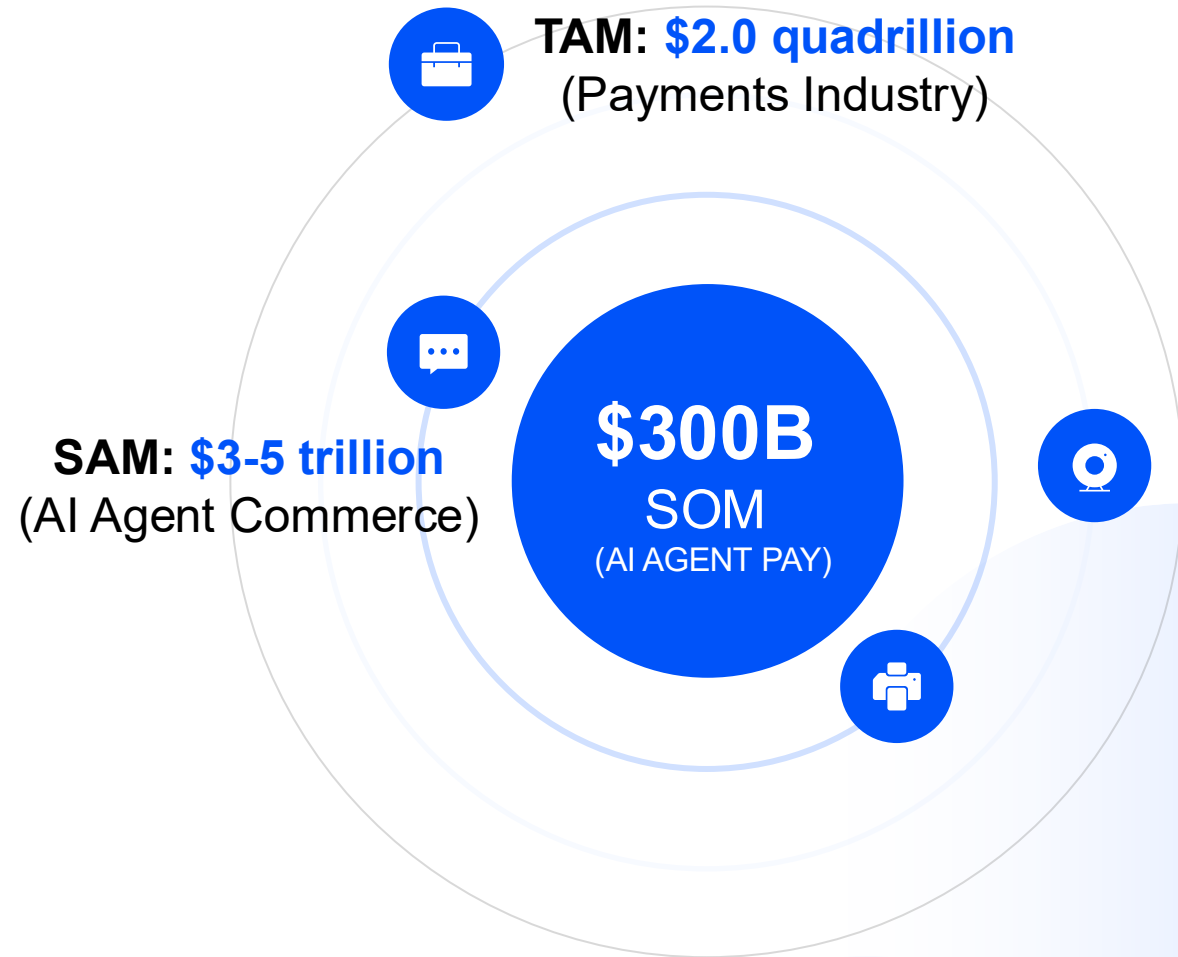 TAM: $2.0 quadrillion
(Payments Industry)
SAM: $3-5 trillion
(AI Agent Commerce)
$300B
SOM
(AI AGENT PAY)